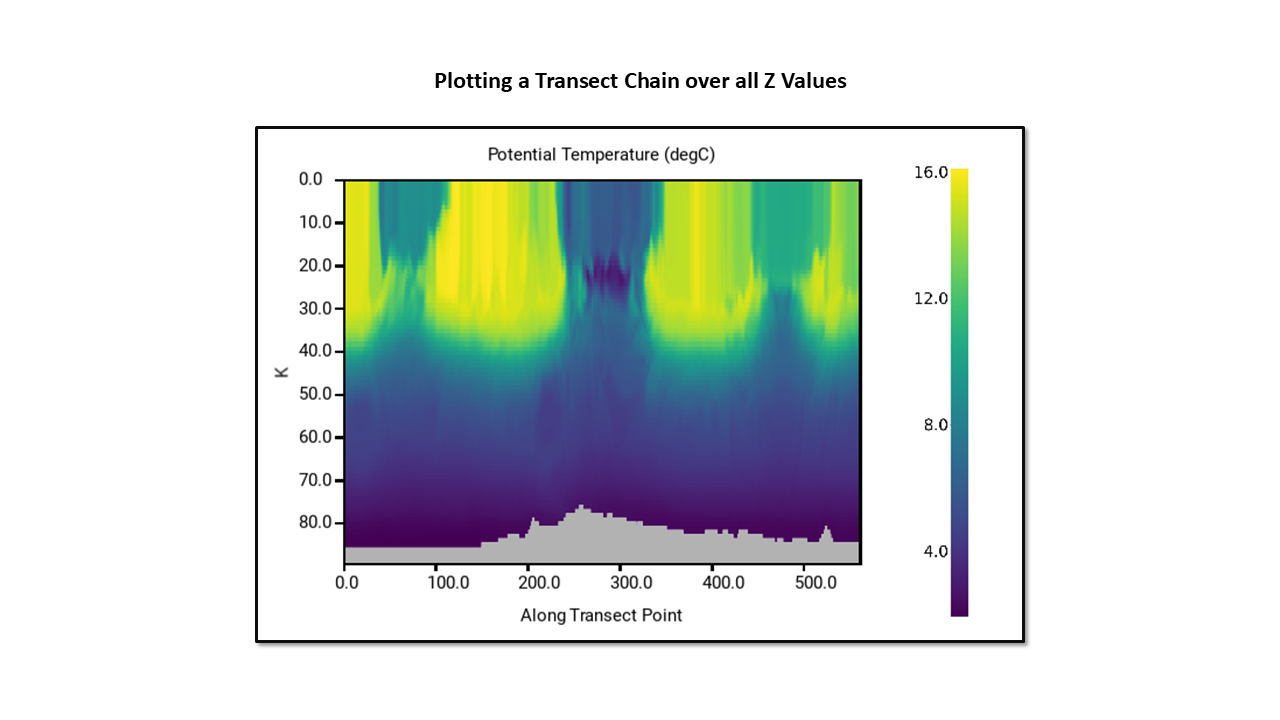 Plotting a Transect Chain over all Z Values
Potential Temperature (degC)
0.0
10.0
20.0
30.0
40.0
50.0
60.0
70.0
80.0
K
0.0 100.0 200.0 300.0 400.0 500.0
Along Transect Point
16.0
12.0
8.0
4.0